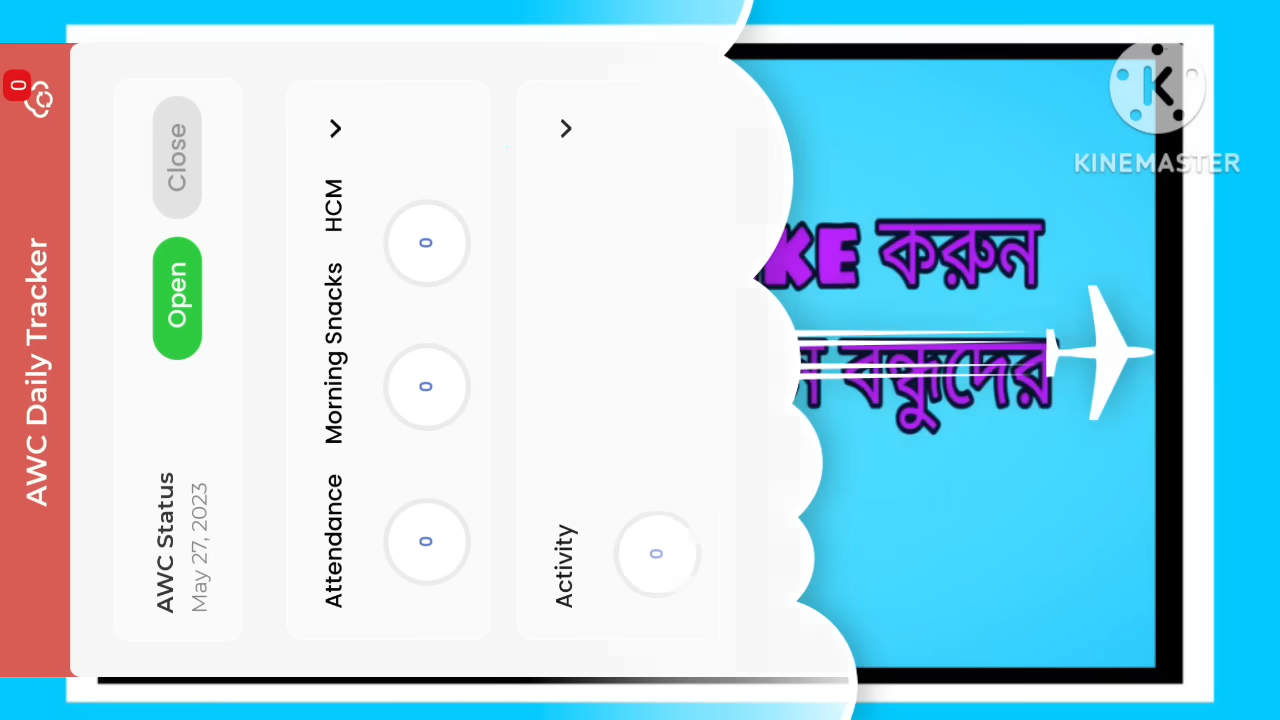 AWC Daily Tracker
0
AWC Status
May 27, 2023
Open
Close
Attendance
Morning Snacks
HCM
0
0
0
Activity
0
করুন
বন্ধুদের
KINEMASTER